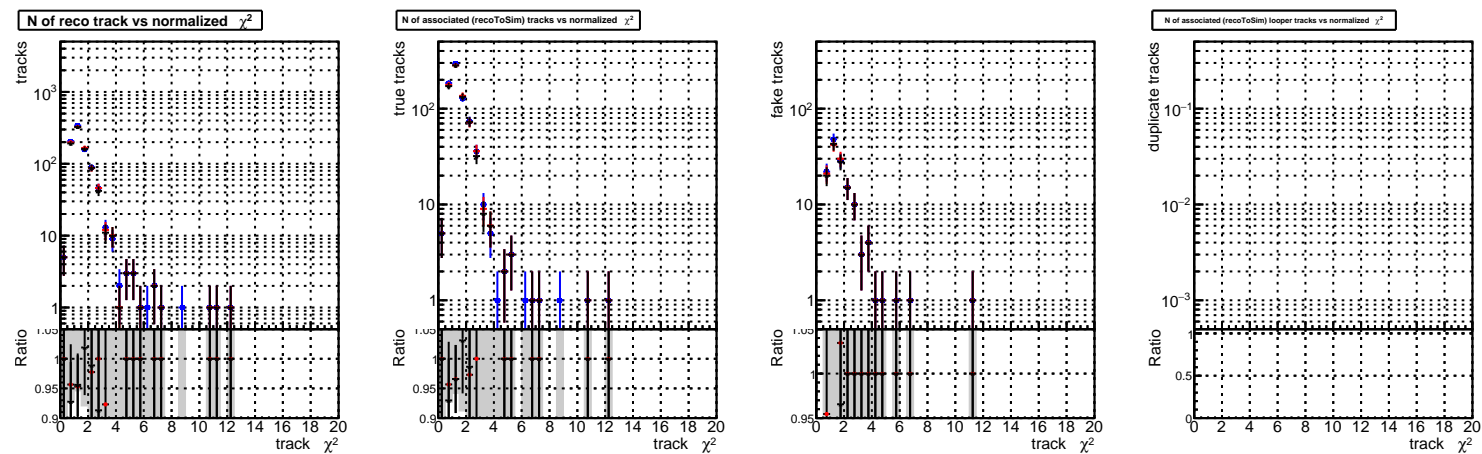 N of reco track vs normalized χ²
tracks
10³
10²
10
1
Ratio
1.05
1
0.95
0.9
0 2 4 6 8 10 12 14 16 18 20
track χ²
N of associated (recoToSim) tracks vs normalized χ²
true tracks
10²
10
1
Ratio
1.05
1
0.95
0.9
0 2 4 6 8 10 12 14 16 18 20
track χ²
fake tracks
10²
10
1
Ratio
1.05
1
0.95
0 2 4 6 8 10 12 14 16 18 20
track χ²
N of associated (recoToSim) looper tracks vs normalized χ²
duplicate tracks
10⁻¹
10⁻²
10⁻³
Ratio
1
0.5
0
0 2 4 6 8 10 12 14 16 18 20
track χ²